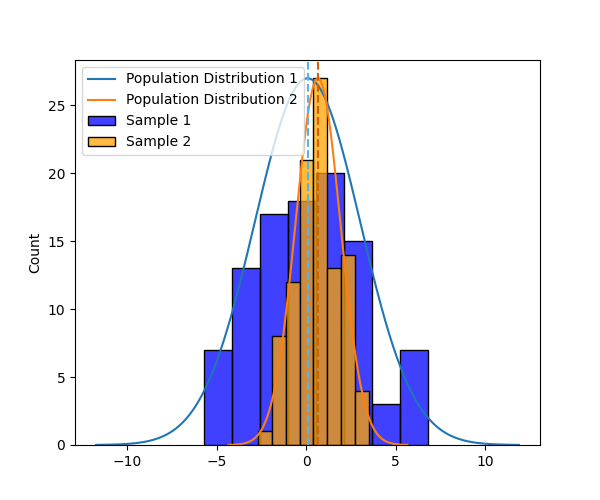 Population Distribution 1
Population Distribution 2
Sample 1
Sample 2
Count
25
20
15
10
5
0
−10
−5
0
5
10